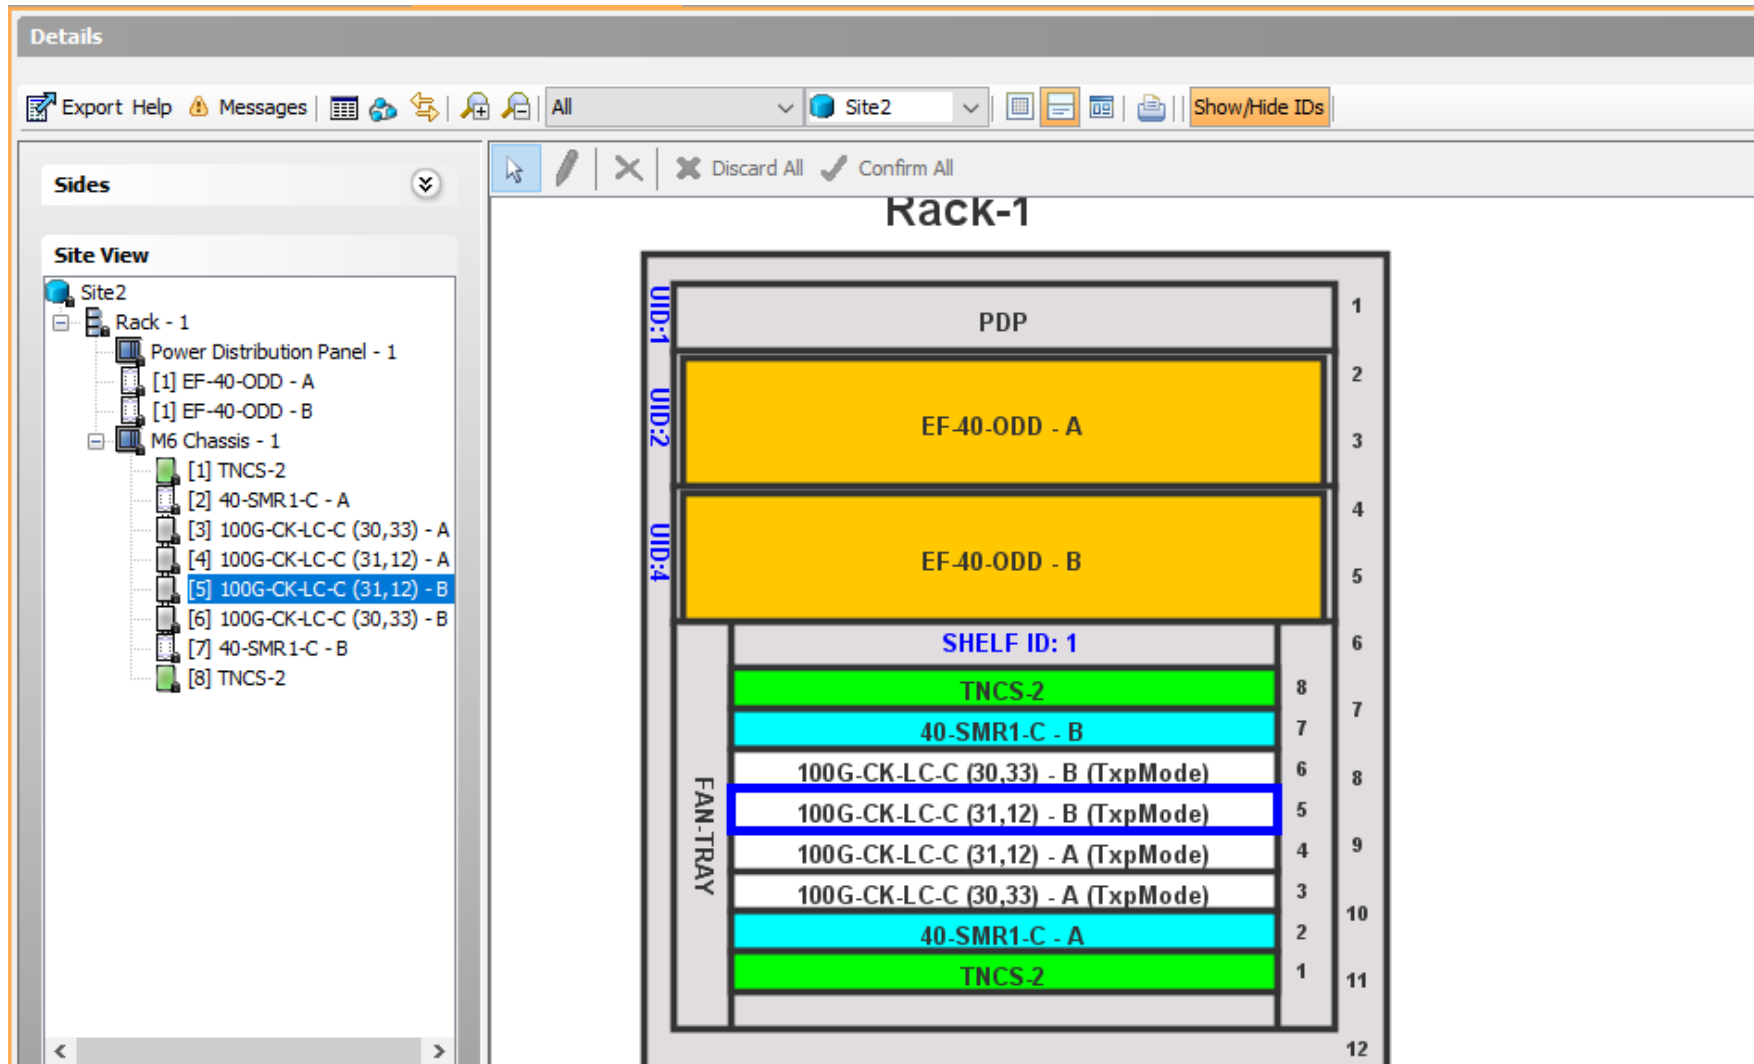 Details
Export Help Messages All Site2 Show/Hide IDs
Discard All Confirm All
Sides
Site View
Site2
Rack - 1
Power Distribution Panel - 1
[1] EF-40-ODD - A
[1] EF-40-ODD - B
M6 Chassis - 1
[1] TNCS-2
[2] 40-SMR1-C - A
[3] 100G-CK-LC-C (30,33) - A
[4] 100G-CK-LC-C (31,12) - A
[5] 100G-CK-LC-C (31,12) - B
[6] 100G-CK-LC-C (30,33) - B
[7] 40-SMR1-C - B
[8] TNCS-2
Rack-1
UID:1
PDP
1
2
UID:2
EF-40-ODD - A
3
4
UID:4
EF-40-ODD - B
5
SHELF ID: 1
6
FAN-TRAY
TNCS-2 8
7
40-SMR1-C - B 7
100G-CK-LC-C (30,33) - B (TxpMode) 6
8
100G-CK-LC-C (31,12) - B (TxpMode) 5
100G-CK-LC-C (31,12) - A (TxpMode) 4
9
100G-CK-LC-C (30,33) - A (TxpMode) 3
10
40-SMR1-C - A 2
TNCS-2 1
11
12